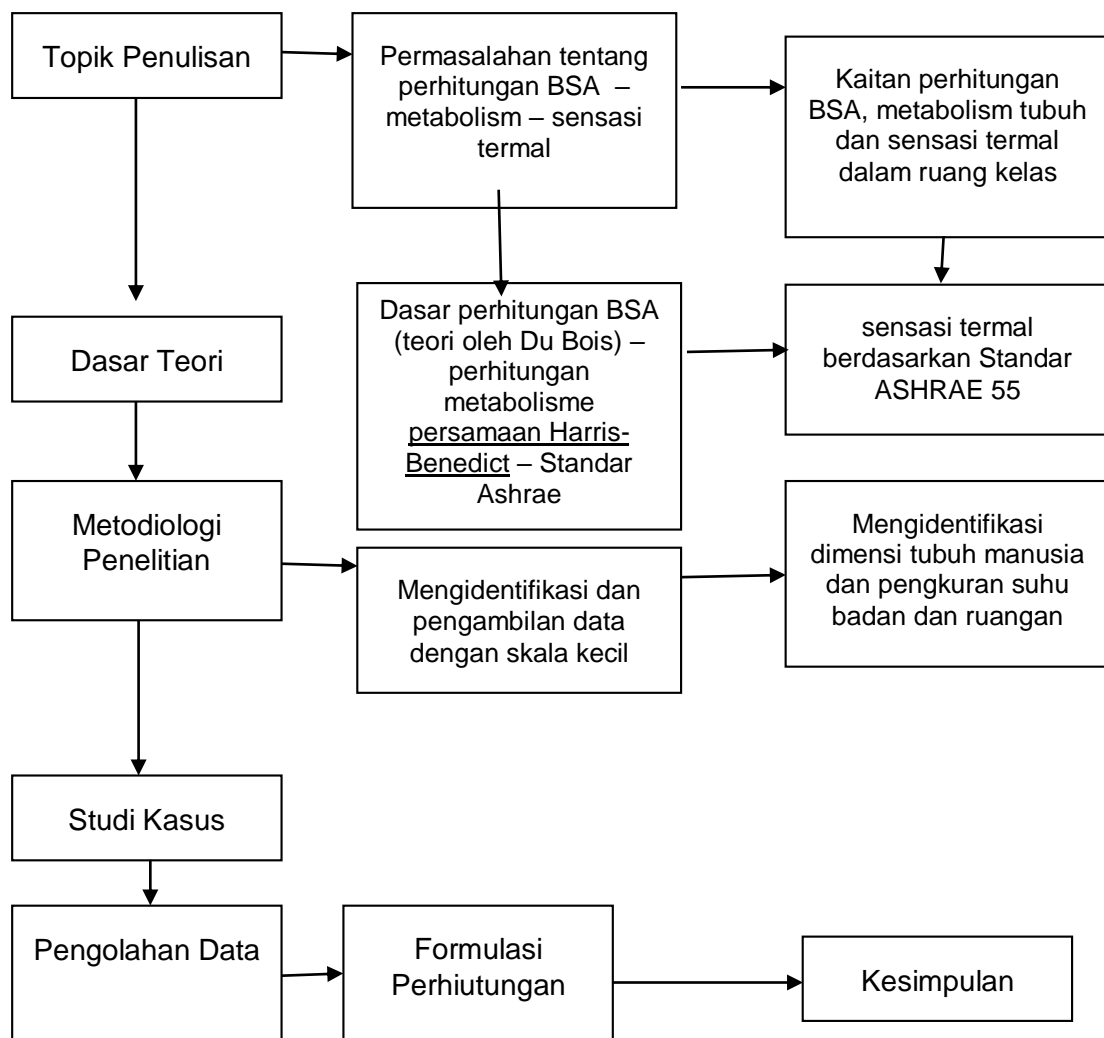 Topik Penulisan
Permasalahan tentang
perhitungan BSA –
metabolism – sensasi
termal
Kaitan perhitungan
BSA, metabolism tubuh
dan sensasi termal
dalam ruang kelas
Dasar Teori
Dasar perhitungan BSA
(teori oleh Du Bois) –
perhitungan
metabolisme
persamaan Harris-
Benedict – Standar
Ashrae
sensasi termal
berdasarkan Standar
ASHRAE 55
Metodiologi
Penelitian
Mengidentifikasi dan
pengambilan data
dengan skala kecil
Mengidentifikasi
dimensi tubuh manusia
dan pengkuran suhu
badan dan ruangan
Studi Kasus
Pengolahan Data
Formulasi
Perhiutungan
Kesimpulan